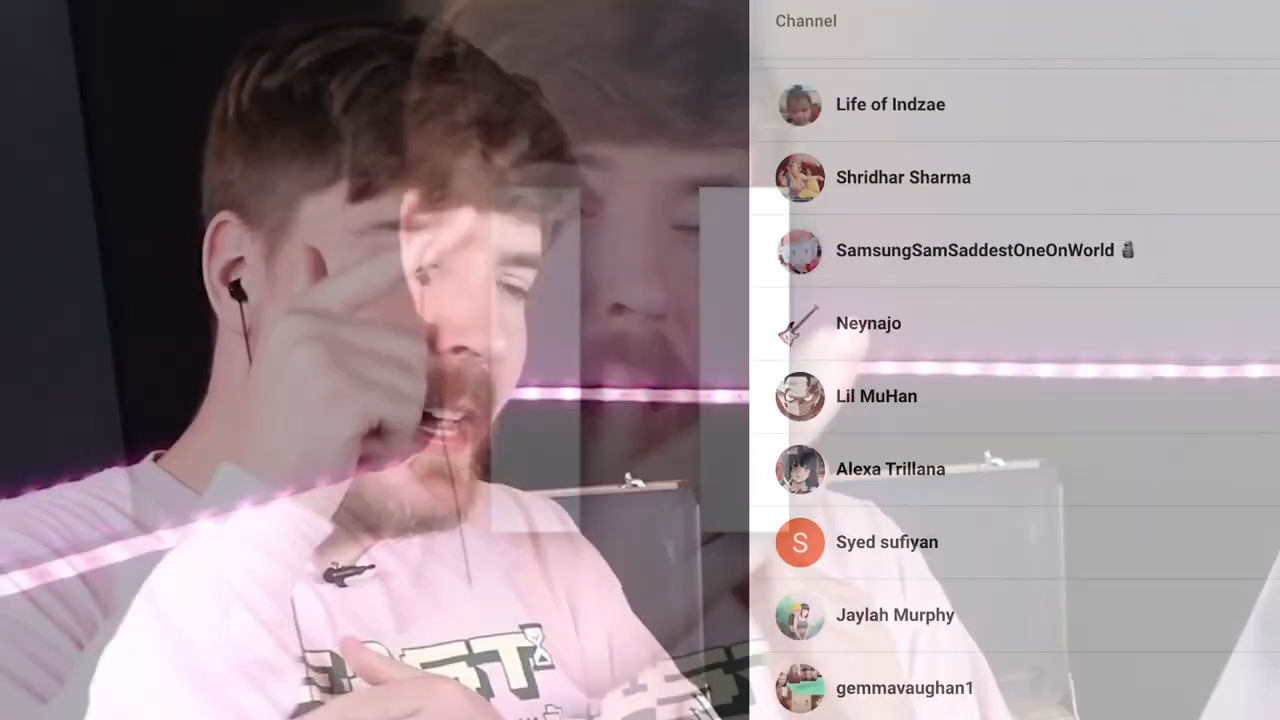 Channel
Life of Indzae
Shridhar Sharma
SamsungSamSaddestOneOnWorld 🗿
Neynajo
Lil MuHan
Alexa Trillana
S
Syed sufiyan
Jaylah Murphy
gemmavaughan1